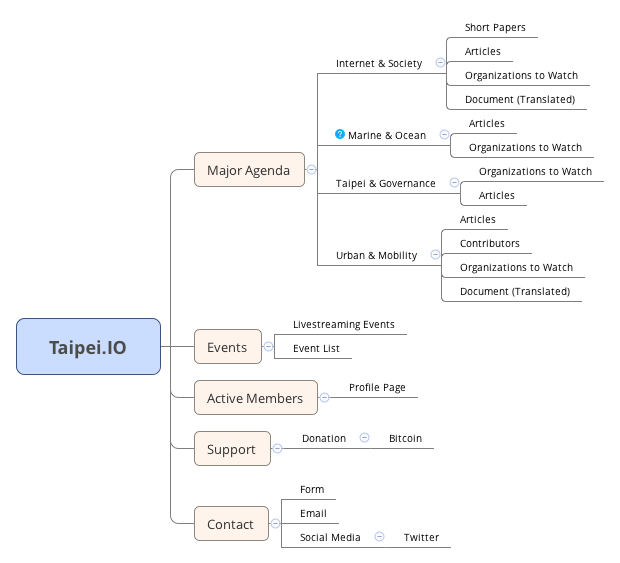 Taipei.IO
Major Agenda
Internet & Society
Short Papers
Articles
Organizations to Watch
Document (Translated)
? Marine & Ocean
Articles
Organizations to Watch
Taipei & Governance
Organizations to Watch
Articles
Urban & Mobility
Articles
Contributors
Organizations to Watch
Document (Translated)
Events
Livestreaming Events
Event List
Active Members
Profile Page
Support
Donation
Bitcoin
Contact
Form
Email
Social Media
Twitter